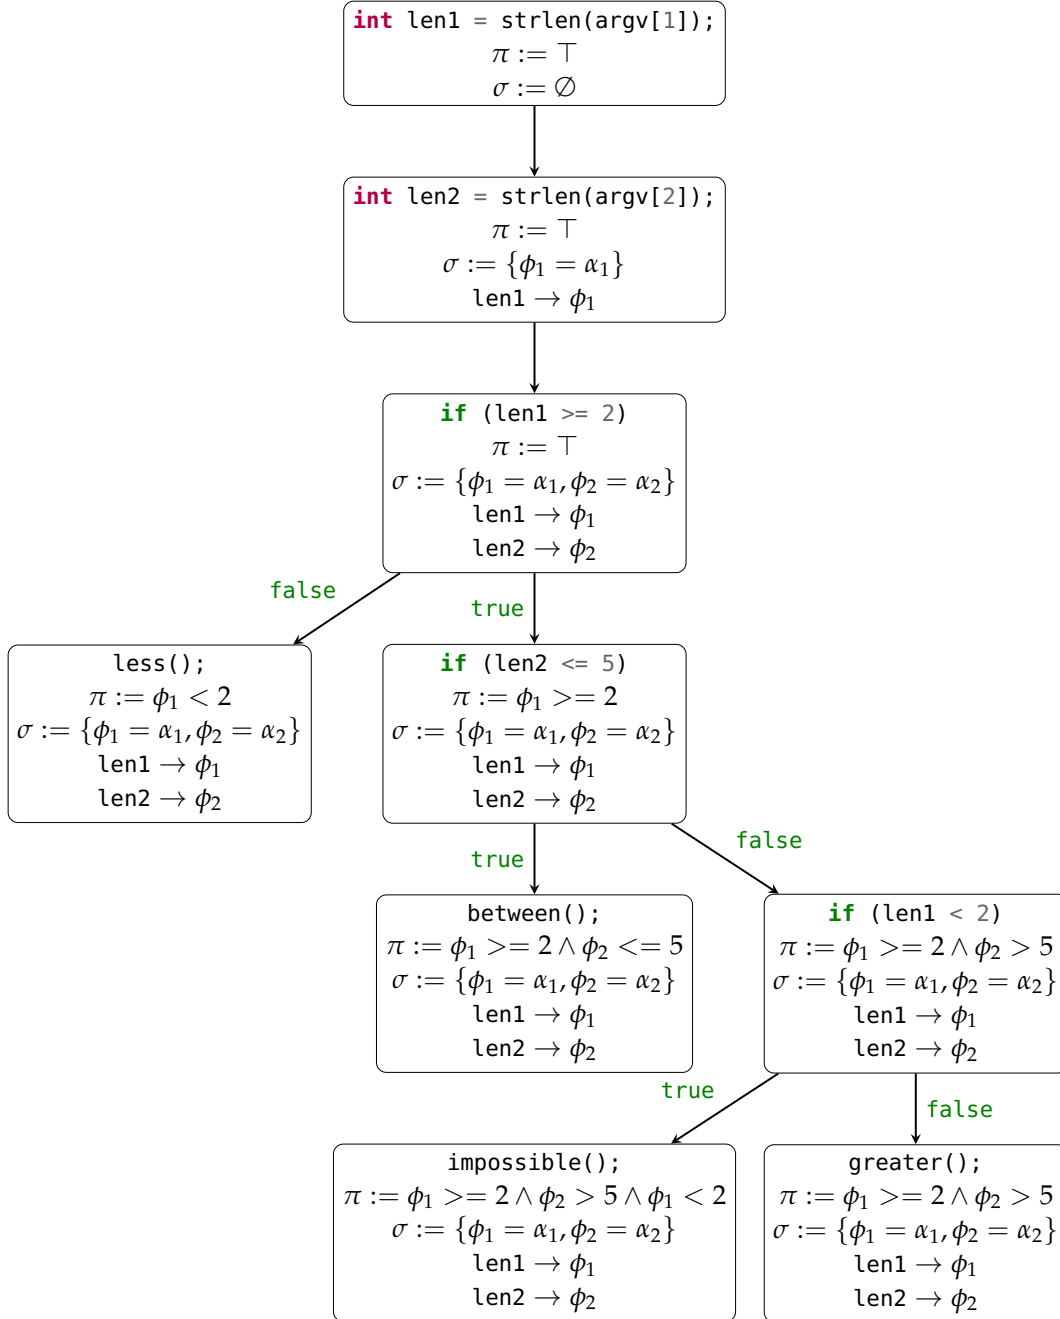 int len1 = strlen(argv[1]);
π := ⊤
σ := ∅
int len2 = strlen(argv[2]);
π := ⊤
σ := {ϕ₁ = α₁}
len1 → ϕ₁
if (len1 >= 2)
π := ⊤
σ := {ϕ₁ = α₁, ϕ₂ = α₂}
len1 → ϕ₁
len2 → ϕ₂
false
true
less();
π := ϕ₁ < 2
σ := {ϕ₁ = α₁, ϕ₂ = α₂}
len1 → ϕ₁
len2 → ϕ₂
if (len2 <= 5)
π := ϕ₁ >= 2
σ := {ϕ₁ = α₁, ϕ₂ = α₂}
len1 → ϕ₁
len2 → ϕ₂
true
false
between();
π := ϕ₁ >= 2 ∧ ϕ₂ <= 5
σ := {ϕ₁ = α₁, ϕ₂ = α₂}
len1 → ϕ₁
len2 → ϕ₂
if (len1 < 2)
π := ϕ₁ >= 2 ∧ ϕ₂ > 5
σ := {ϕ₁ = α₁, ϕ₂ = α₂}
len1 → ϕ₁
len2 → ϕ₂
true
false
impossible();
π := ϕ₁ >= 2 ∧ ϕ₂ > 5 ∧ ϕ₁ < 2
σ := {ϕ₁ = α₁, ϕ₂ = α₂}
len1 → ϕ₁
len2 → ϕ₂
greater();
π := ϕ₁ >= 2 ∧ ϕ₂ > 5
σ := {ϕ₁ = α₁, ϕ₂ = α₂}
len1 → ϕ₁
len2 → ϕ₂